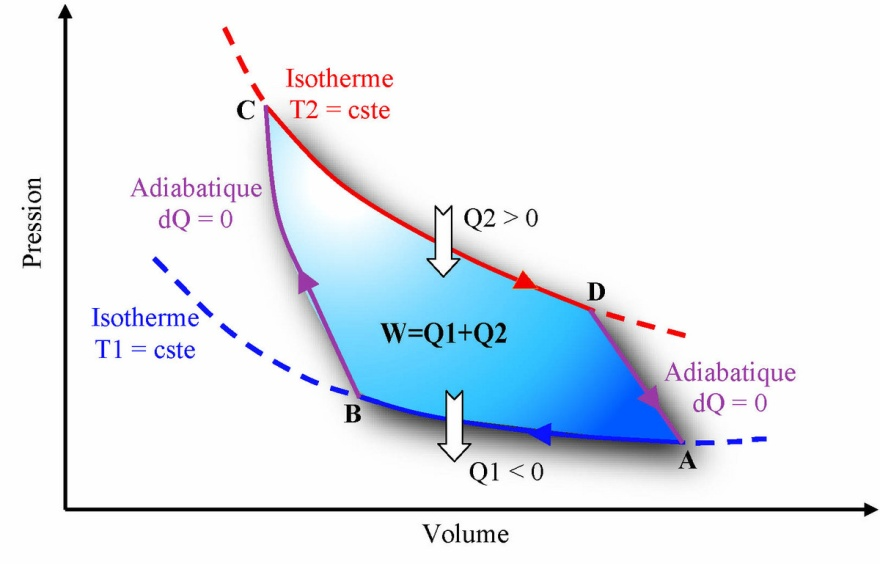 Isotherme
T2 = cste
C
Adiabatique
dQ = 0
Q2 > 0
Pression
D
Isotherme
T1 = cste
W=Q1+Q2
Adiabatique
dQ = 0
B
A
Q1 < 0
Volume